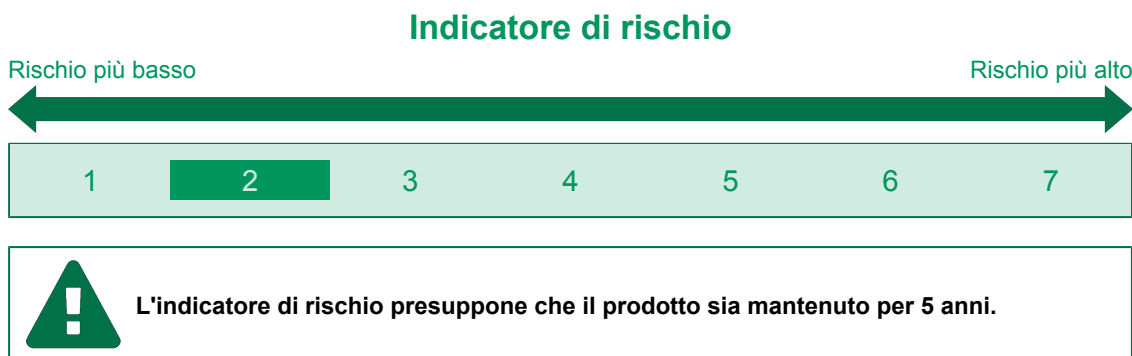 Indicatore di rischio
Rischio più basso
Rischio più alto
1 2 3 4 5 6 7
L'indicatore di rischio presuppone che il prodotto sia mantenuto per 5 anni.